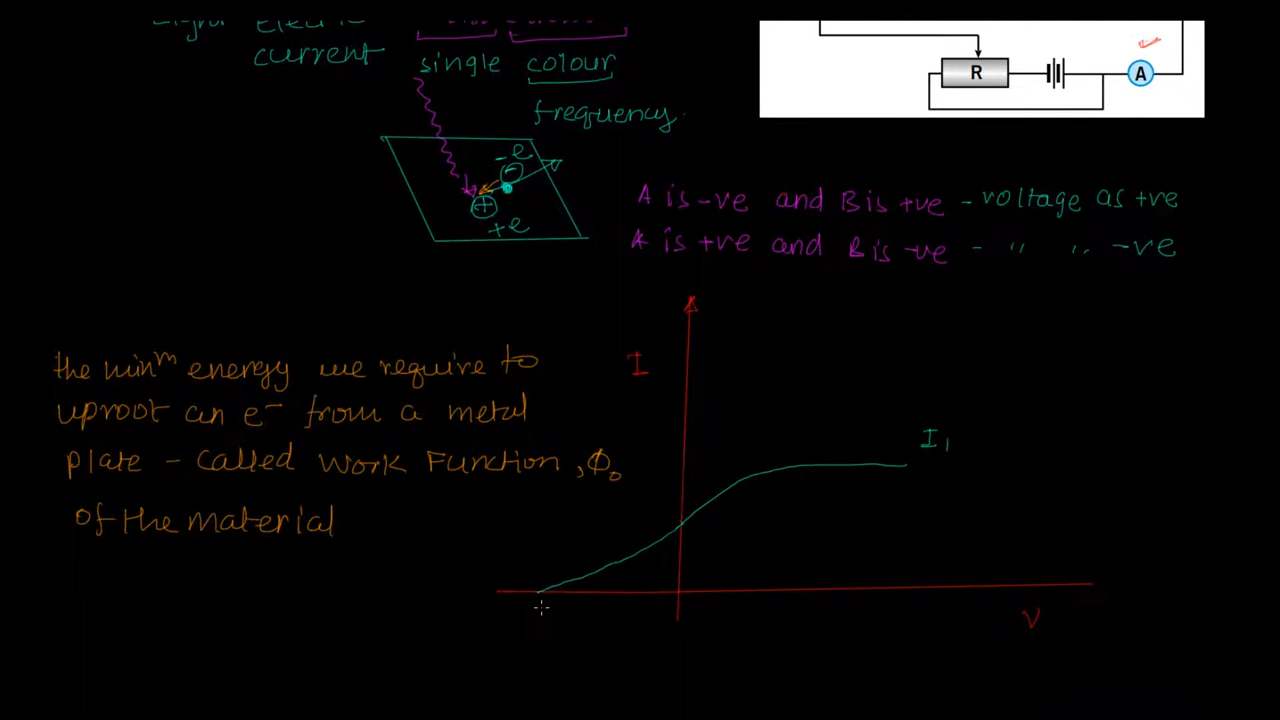 current
single colour
frequency.
R
A
-e
-
+
+e
A is -ve and B is +ve - voltage as +ve
A is +ve and B is -ve - " " -ve
the minᵐ energy we require to
uproot an e⁻ from a metal
plate - called Work Function, Φ₀
of the material
I
I₁
V